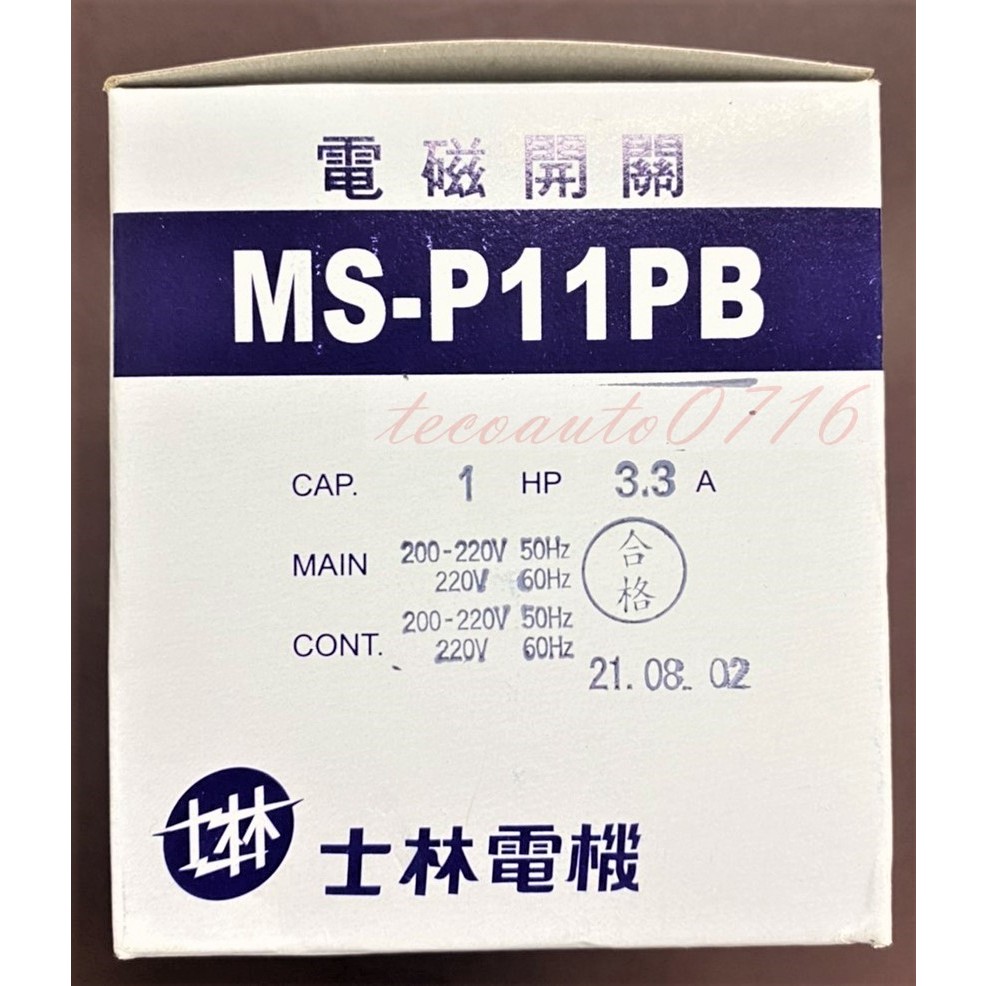 電磁開關
MS-P11PB
tecoauto0716
CAP. 1 HP 3.3 A
MAIN 200-220V 50Hz
220V 60Hz
合格
CONT. 200-220V 50Hz
220V 60Hz
21.08.02
士林 士林電機